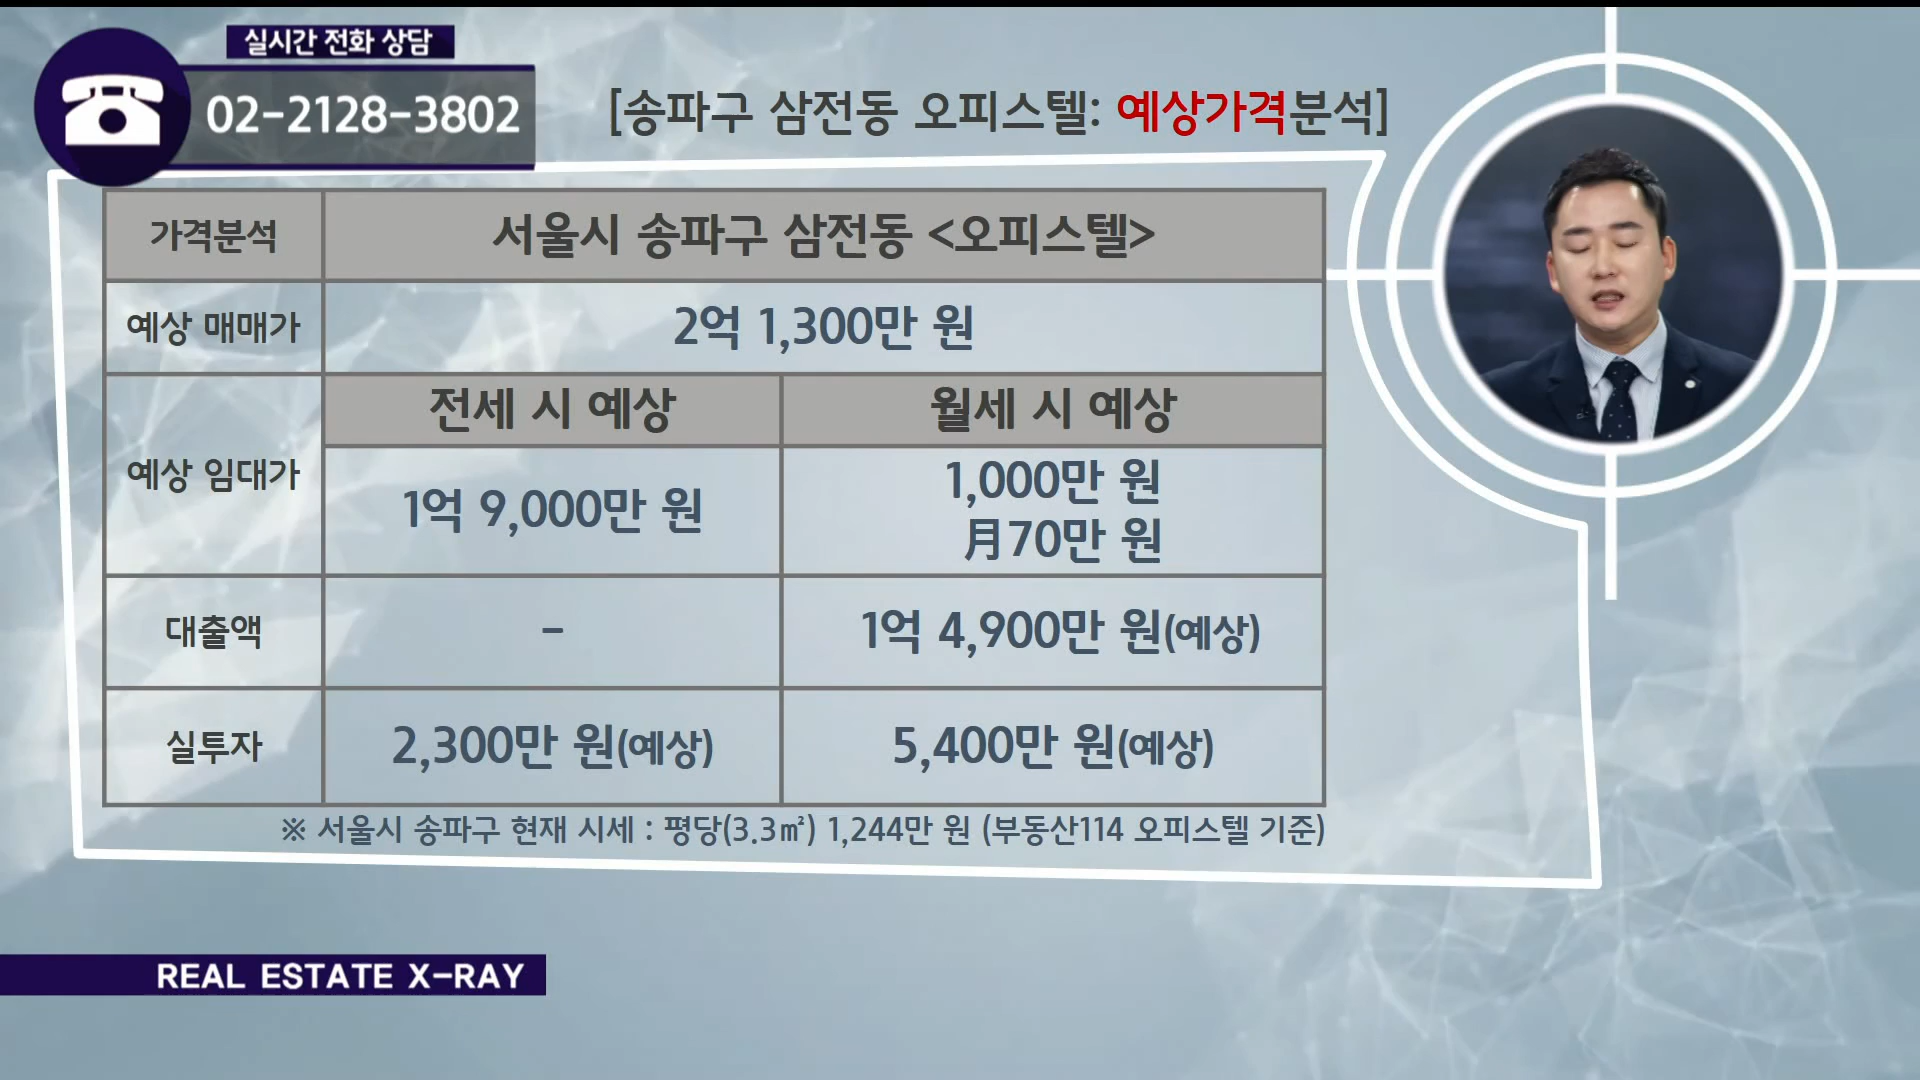 실시간 전화 상담
02-2128-3802
[송파구 삼전동 오피스텔: 예상가격분석]
가격분석 서울시 송파구 삼전동 <오피스텔>
예상 매매가 2억 1,300만 원
전세 시 예상 월세 시 예상
예상 임대가 1억 9,000만 원 1,000만 원
月70만 원
대출액 - 1억 4,900만 원(예상)
실투자 2,300만 원(예상) 5,400만 원(예상)
※ 서울시 송파구 현재 시세 : 평당(3.3㎡) 1,244만 원 (부동산114 오피스텔 기준)
REAL ESTATE X-RAY